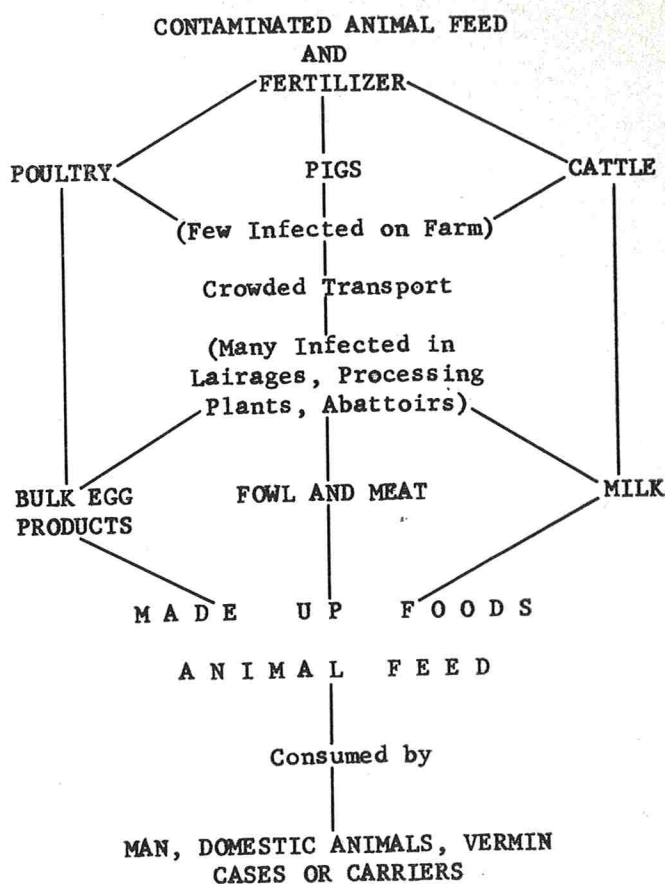 CONTAMINATED ANIMAL FEED
AND
FERTILIZER
POULTRY PIGS CATTLE
(Few Infected on Farm)
Crowded Transport
(Many Infected in
Lairages, Processing
Plants, Abattoirs)
BULK EGG FOWL AND MEAT MILK
PRODUCTS
MADE UP FOODS
ANIMAL FEED
Consumed by
MAN, DOMESTIC ANIMALS, VERMIN
CASES OR CARRIERS